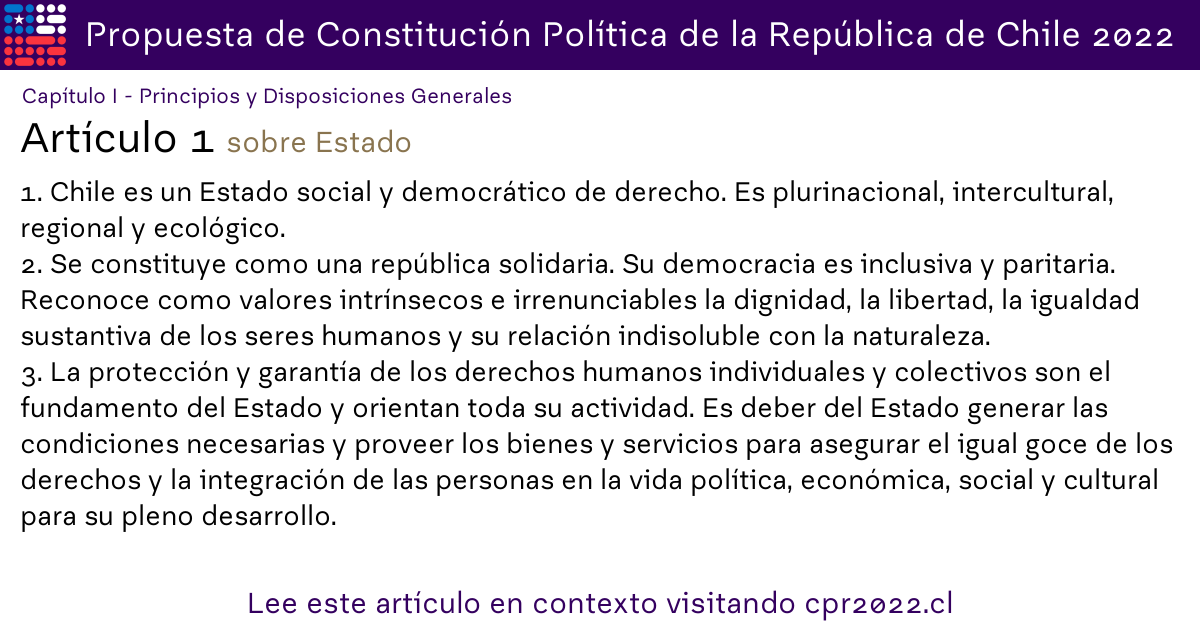 Propuesta de Constitución Política de la República de Chile 2022
Capítulo I - Principios y Disposiciones Generales
Artículo 1 sobre Estado
1. Chile es un Estado social y democrático de derecho. Es plurinacional, intercultural,
regional y ecológico.
2. Se constituye como una república solidaria. Su democracia es inclusiva y paritaria.
Reconoce como valores intrínsecos e irrenunciables la dignidad, la libertad, la igualdad
sustantiva de los seres humanos y su relación indisoluble con la naturaleza.
3. La protección y garantía de los derechos humanos individuales y colectivos son el
fundamento del Estado y orientan toda su actividad. Es deber del Estado generar las
condiciones necesarias y proveer los bienes y servicios para asegurar el igual goce de los
derechos y la integración de las personas en la vida política, económica, social y cultural
para su pleno desarrollo.
Lee este artículo en contexto visitando cpr2022.cl